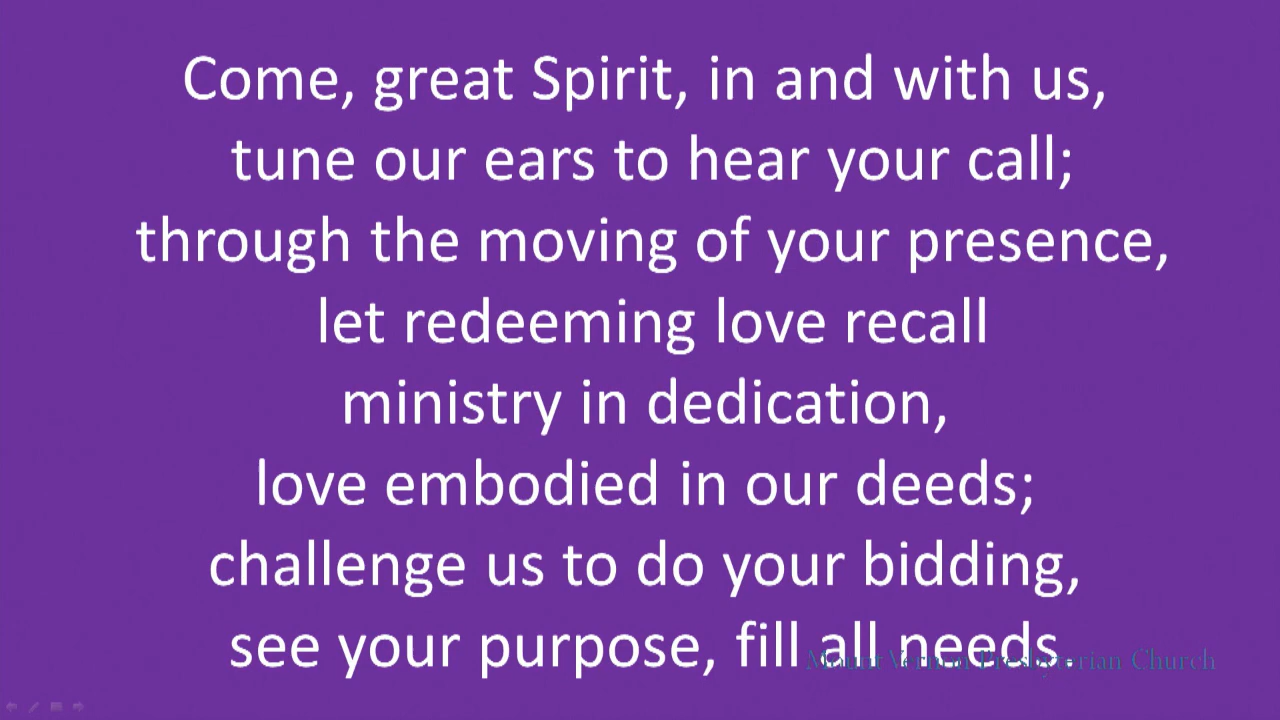 Come, great Spirit, in and with us,
tune our ears to hear your call;
through the moving of your presence,
let redeeming love recall
ministry in dedication,
love embodied in our deeds;
challenge us to do your bidding,
see your purpose, fill all needs.
Mount Vernon Presbyterian Church